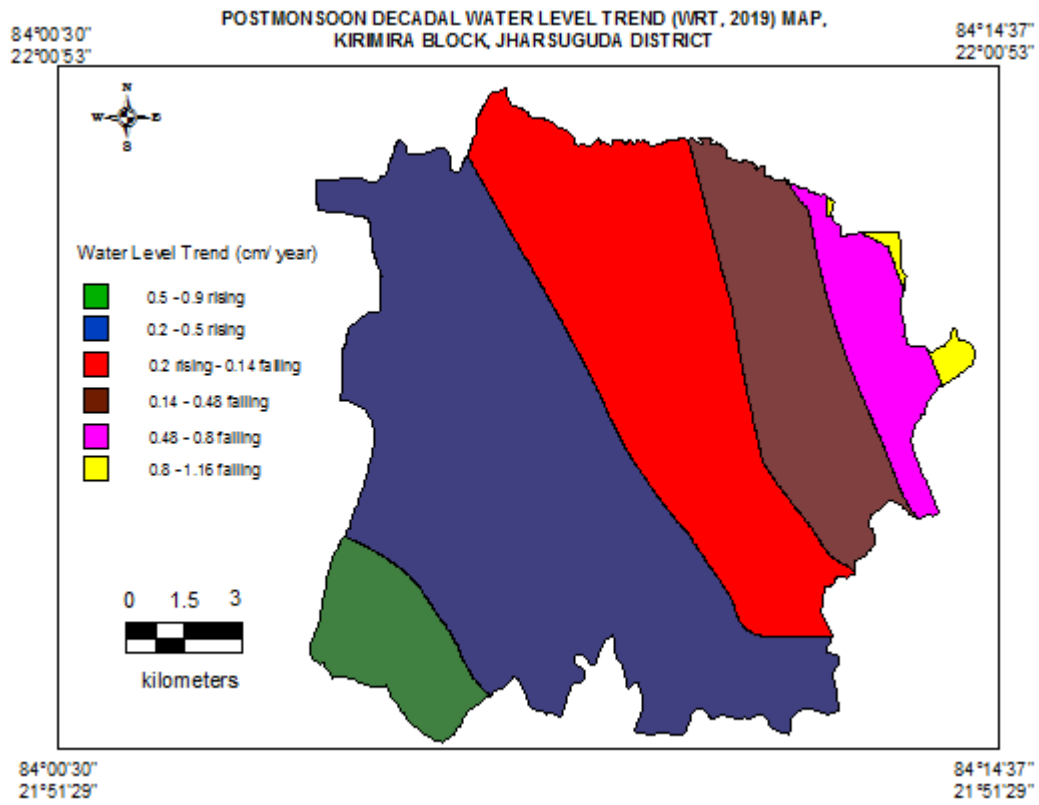 POSTMONSOON DECADAL WATER LEVEL TREND (WRT, 2019) MAP,
KIRIMIRA BLOCK, JHARSUGUDA DISTRICT
84°00'30"
22°00'53"
84°14'37"
22°00'53"
N
W E
S
Water Level Trend (cm/ year)
0.5 - 0.9 rising
0.2 - 0.5 rising
0.2 rising - 0.14 falling
0.14 - 0.48 falling
0.48 - 0.8 falling
0.8 - 1.16 falling
0 1.5 3
kilometers
84°00'30"
21°51'29"
84°14'37"
21°51'29"